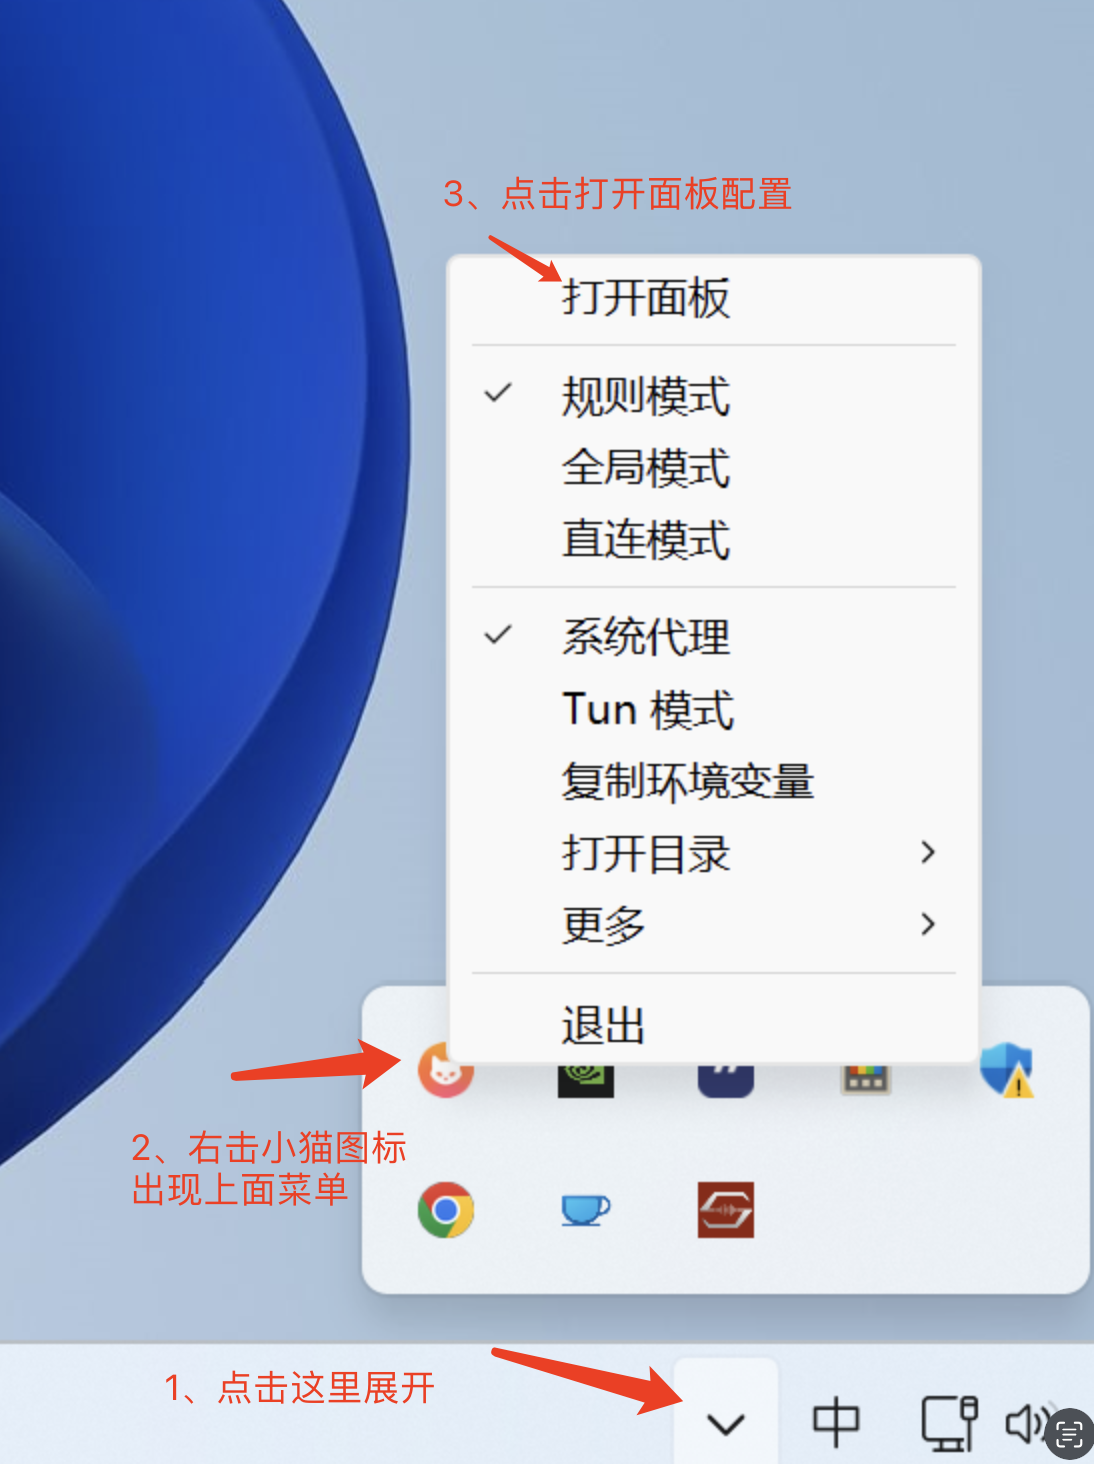 3、点击打开面板配置
打开面板
规则模式
全局模式
直连模式
系统代理
Tun 模式
复制环境变量
打开目录
更多
退出
2、右击小猫图标
出现上面菜单
1、点击这里展开
中